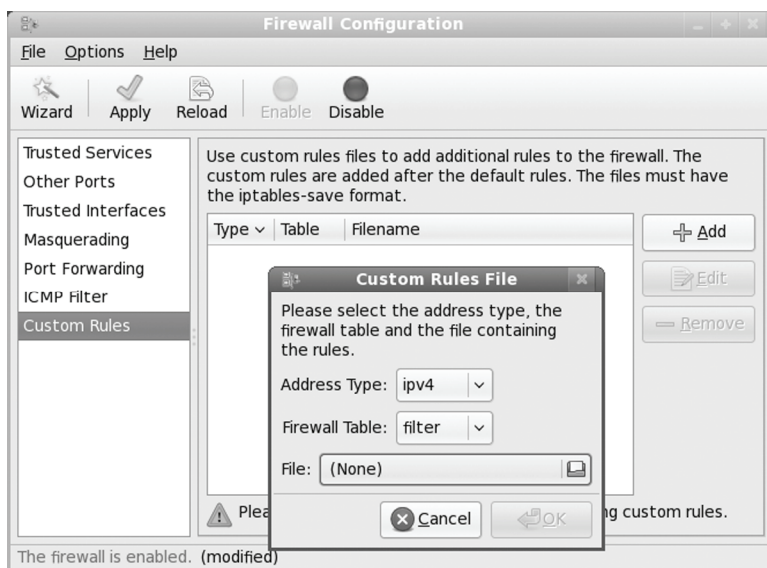 Firewall Configuration
File Options Help
Wizard Apply Reload Enable Disable
Trusted Services
Other Ports
Trusted Interfaces
Masquerading
Port Forwarding
ICMP Filter
Custom Rules
Use custom rules files to add additional rules to the firewall. The
custom rules are added after the default rules. The files must have
the iptables-save format.
Type Table Filename
Add
Edit
Remove
Custom Rules File
Please select the address type, the
firewall table and the file containing
the rules.
Address Type: ipv4
Firewall Table: filter
File: (None)
Cancel OK
custom rules.
The firewall is enabled. (modified)